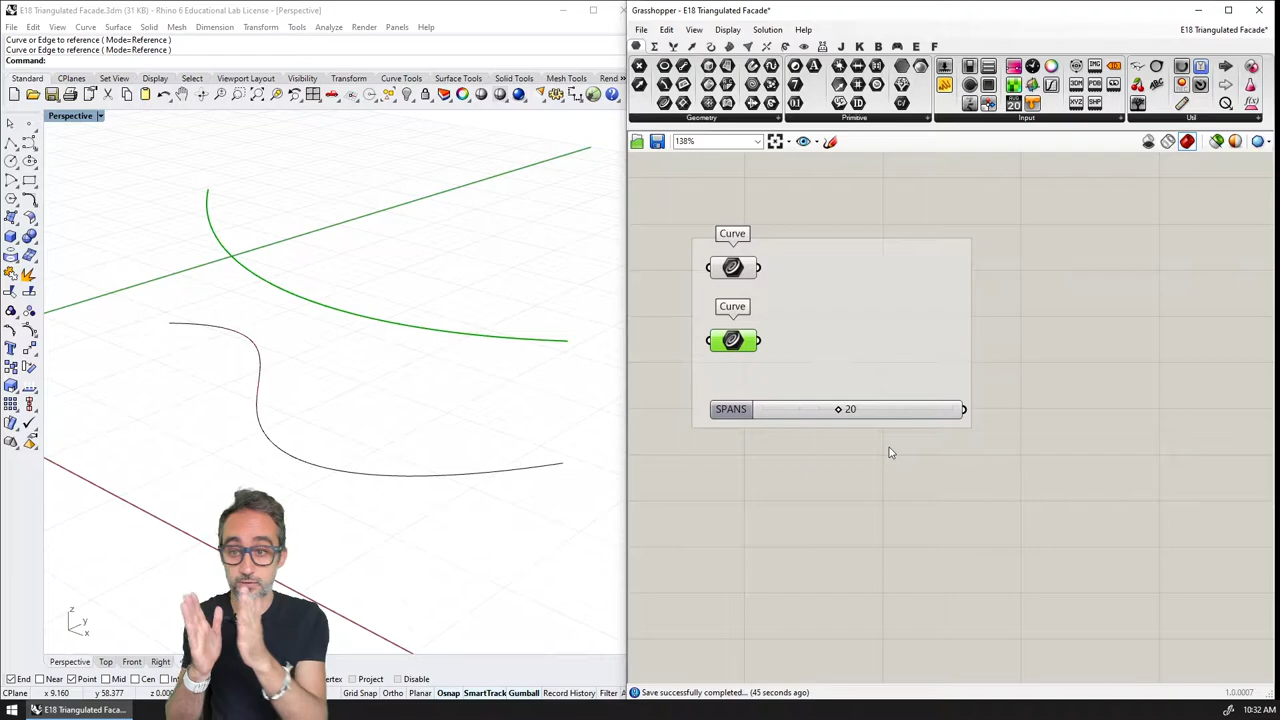 E18 Triangulated Facade.3dm (31 KB) - Rhino 6 Educational Lab License - [Perspective]
File Edit View Curve Surface Solid Mesh Dimension Transform Tools Analyze Render Panels Help
Curve or Edge to reference ( Mode=Reference )
Curve or Edge to reference ( Mode=Reference )
Command:
Standard CPlanes Set View Display Select Viewport Layout Visibility Transform Curve Tools Surface Tools Solid Tools Mesh Tools Rend
Perspective
z
y
x
Perspective Top Front Right
End Near Point Mid Cen Project Disable
CPlane x 9.160 y 58.377 Grid Snap Ortho Planar Osnap SmartTrack Gumball Record History Filter
E18 Triangulated Faca...
Grasshopper - E18 Triangulated Facade*
File Edit View Display Solution Help
E18 Triangulated Facade*
J K B E F
Geometry Primitive Input Util
138%
Curve
Curve
SPANS 20
Save successfully completed... (45 seconds ago)
1.0.0007
10:32 AM